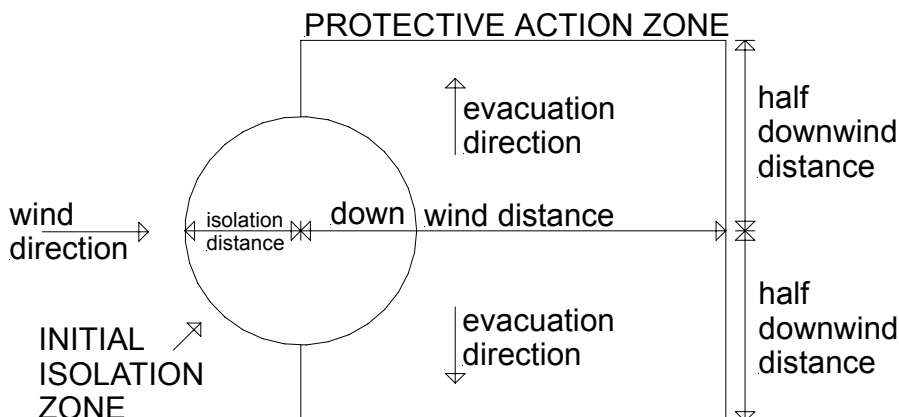 PROTECTIVE ACTION ZONE
evacuation
direction
half
downwind
distance
wind
direction
isolation
distance
down wind distance
INITIAL
ISOLATION
ZONE
evacuation
direction
half
downwind
distance